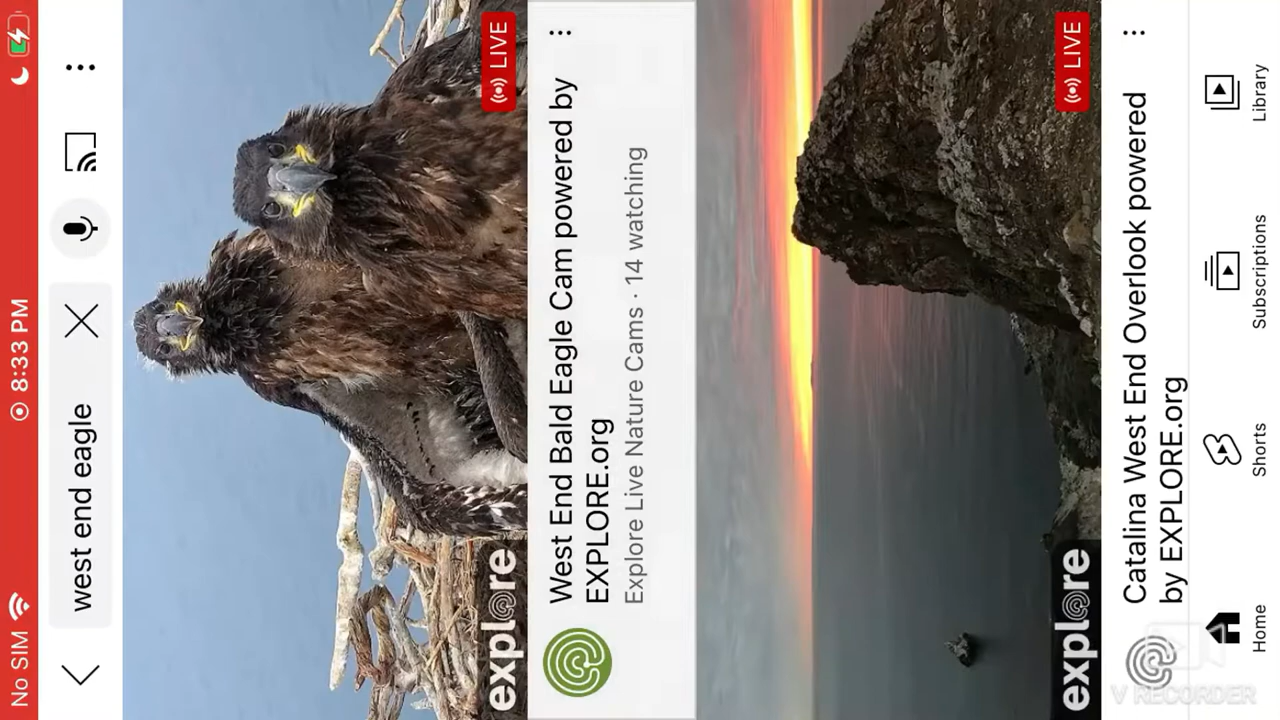 No SIM 8:33 PM
west end eagle
LIVE
explore
West End Bald Eagle Cam powered by
EXPLORE.org
Explore Live Nature Cams · 14 watching
LIVE
explore
Catalina West End Overlook powered
by EXPLORE.org
Home Shorts Subscriptions Library
V RECORDER